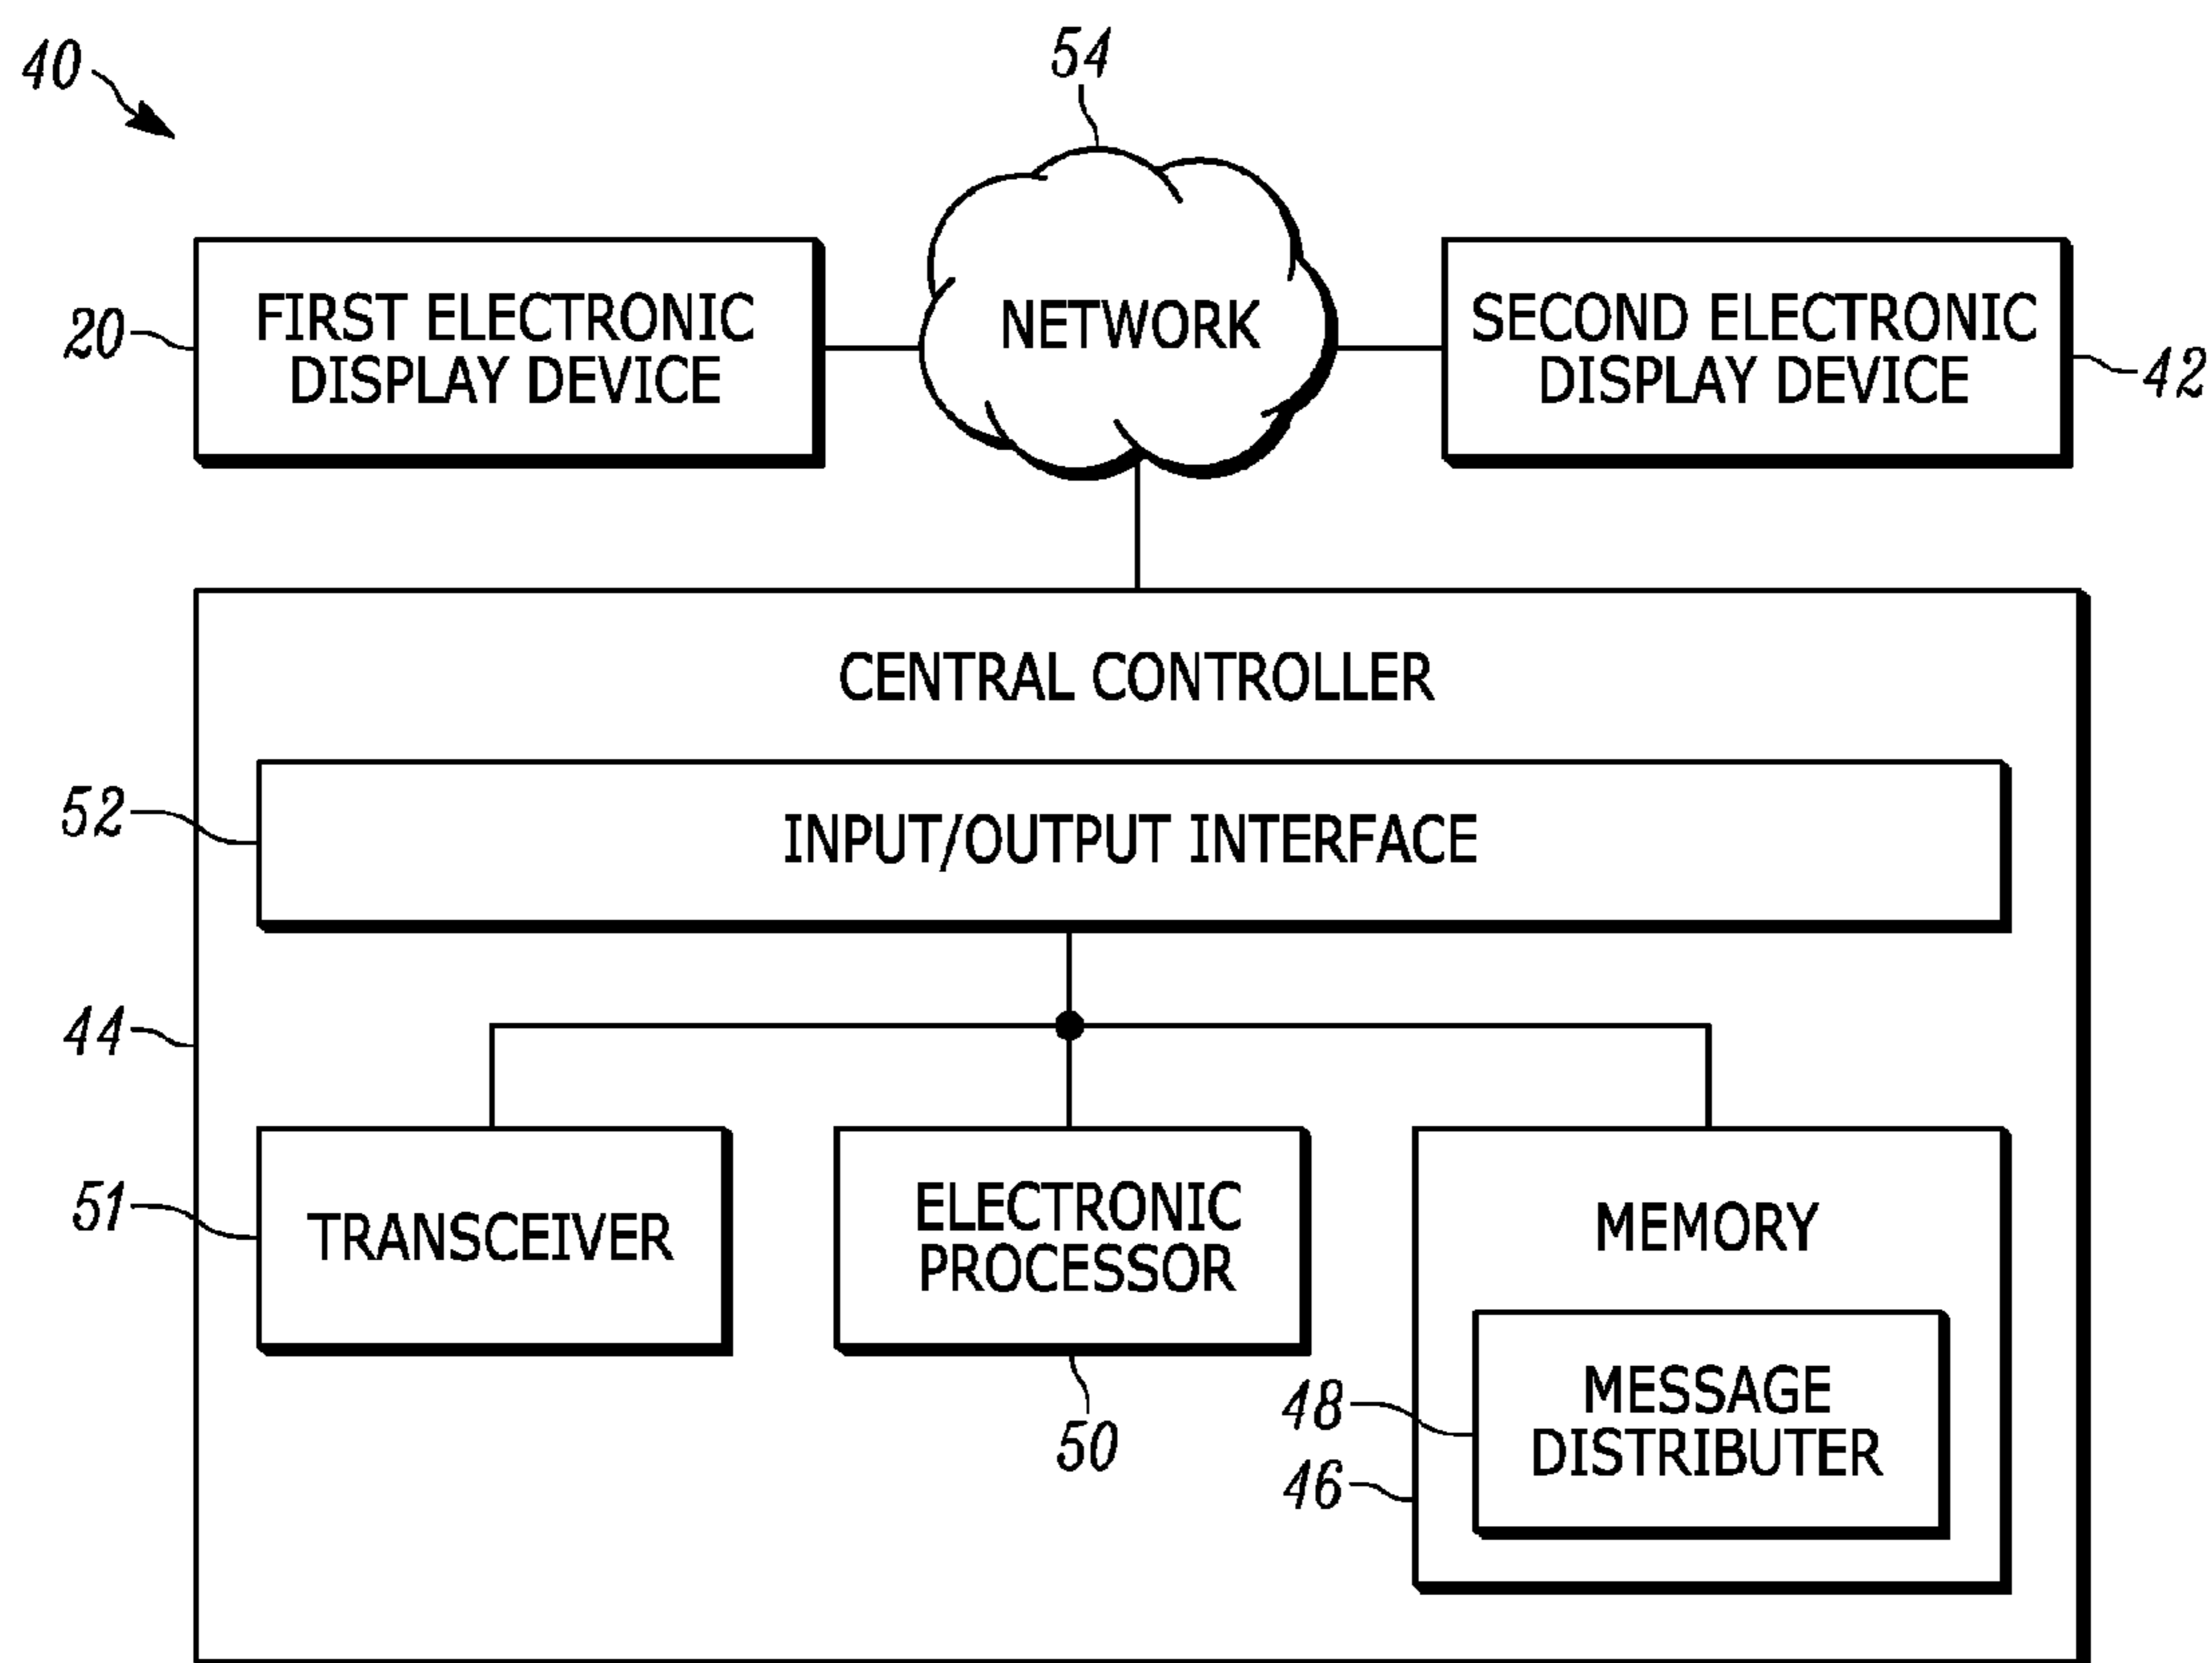 40
54
20
FIRST ELECTRONIC
DISPLAY DEVICE
NETWORK
SECOND ELECTRONIC
DISPLAY DEVICE
42
CENTRAL CONTROLLER
52
INPUT/OUTPUT INTERFACE
44
51
TRANSCEIVER
ELECTRONIC
PROCESSOR
50
MEMORY
48
MESSAGE
DISTRIBUTER
46